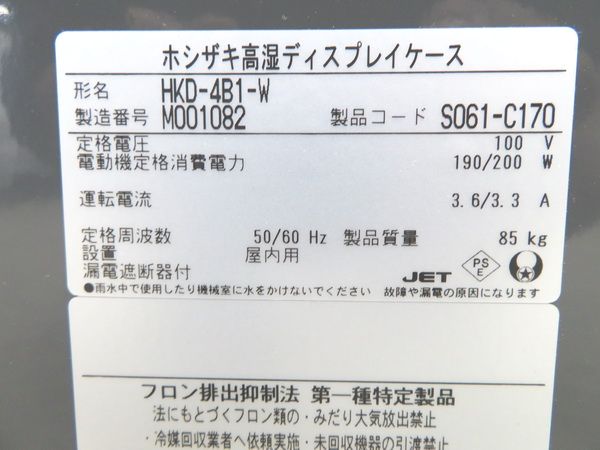 ホシザキ高湿ディスプレイケース
形名 HKD-4B1-W
製造番号 M001082 製品コード S061-C170
定格電圧 100 V
電動機定格消費電力 190/200 W
運転電流 3.6/3.3 A
定格周波数 50/60 Hz 製品質量 85 kg
設置 屋内用
漏電遮断器付 JET PSE
●雨水中で使用したり機械室に水をかけないでください 故障や漏電の原因になります
フロン排出抑制法 第一種特定製品
法にもとづくフロン類の・みだり大気放出禁止
・冷媒回収業者へ依頼実施・未回収機器の引渡禁止